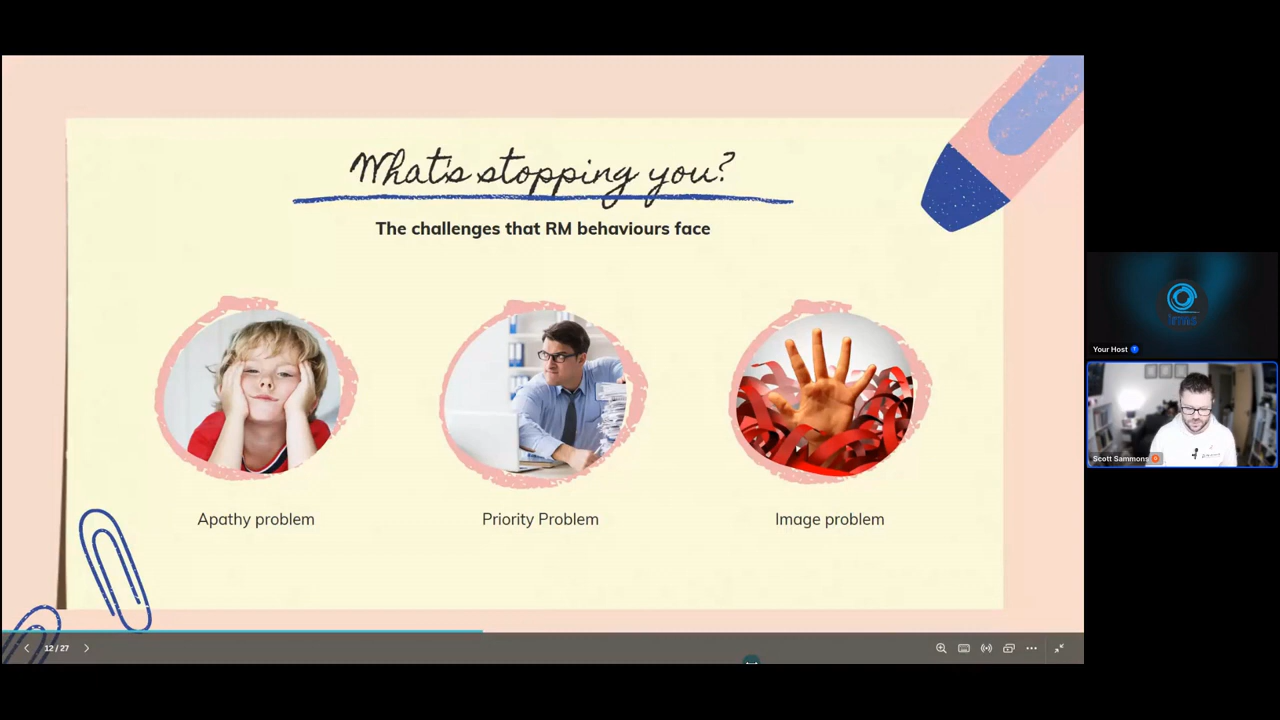 What's stopping you?
The challenges that RM behaviours face
Apathy problem
Priority Problem
Image problem
12 / 27
Your Host
Scott Sammons